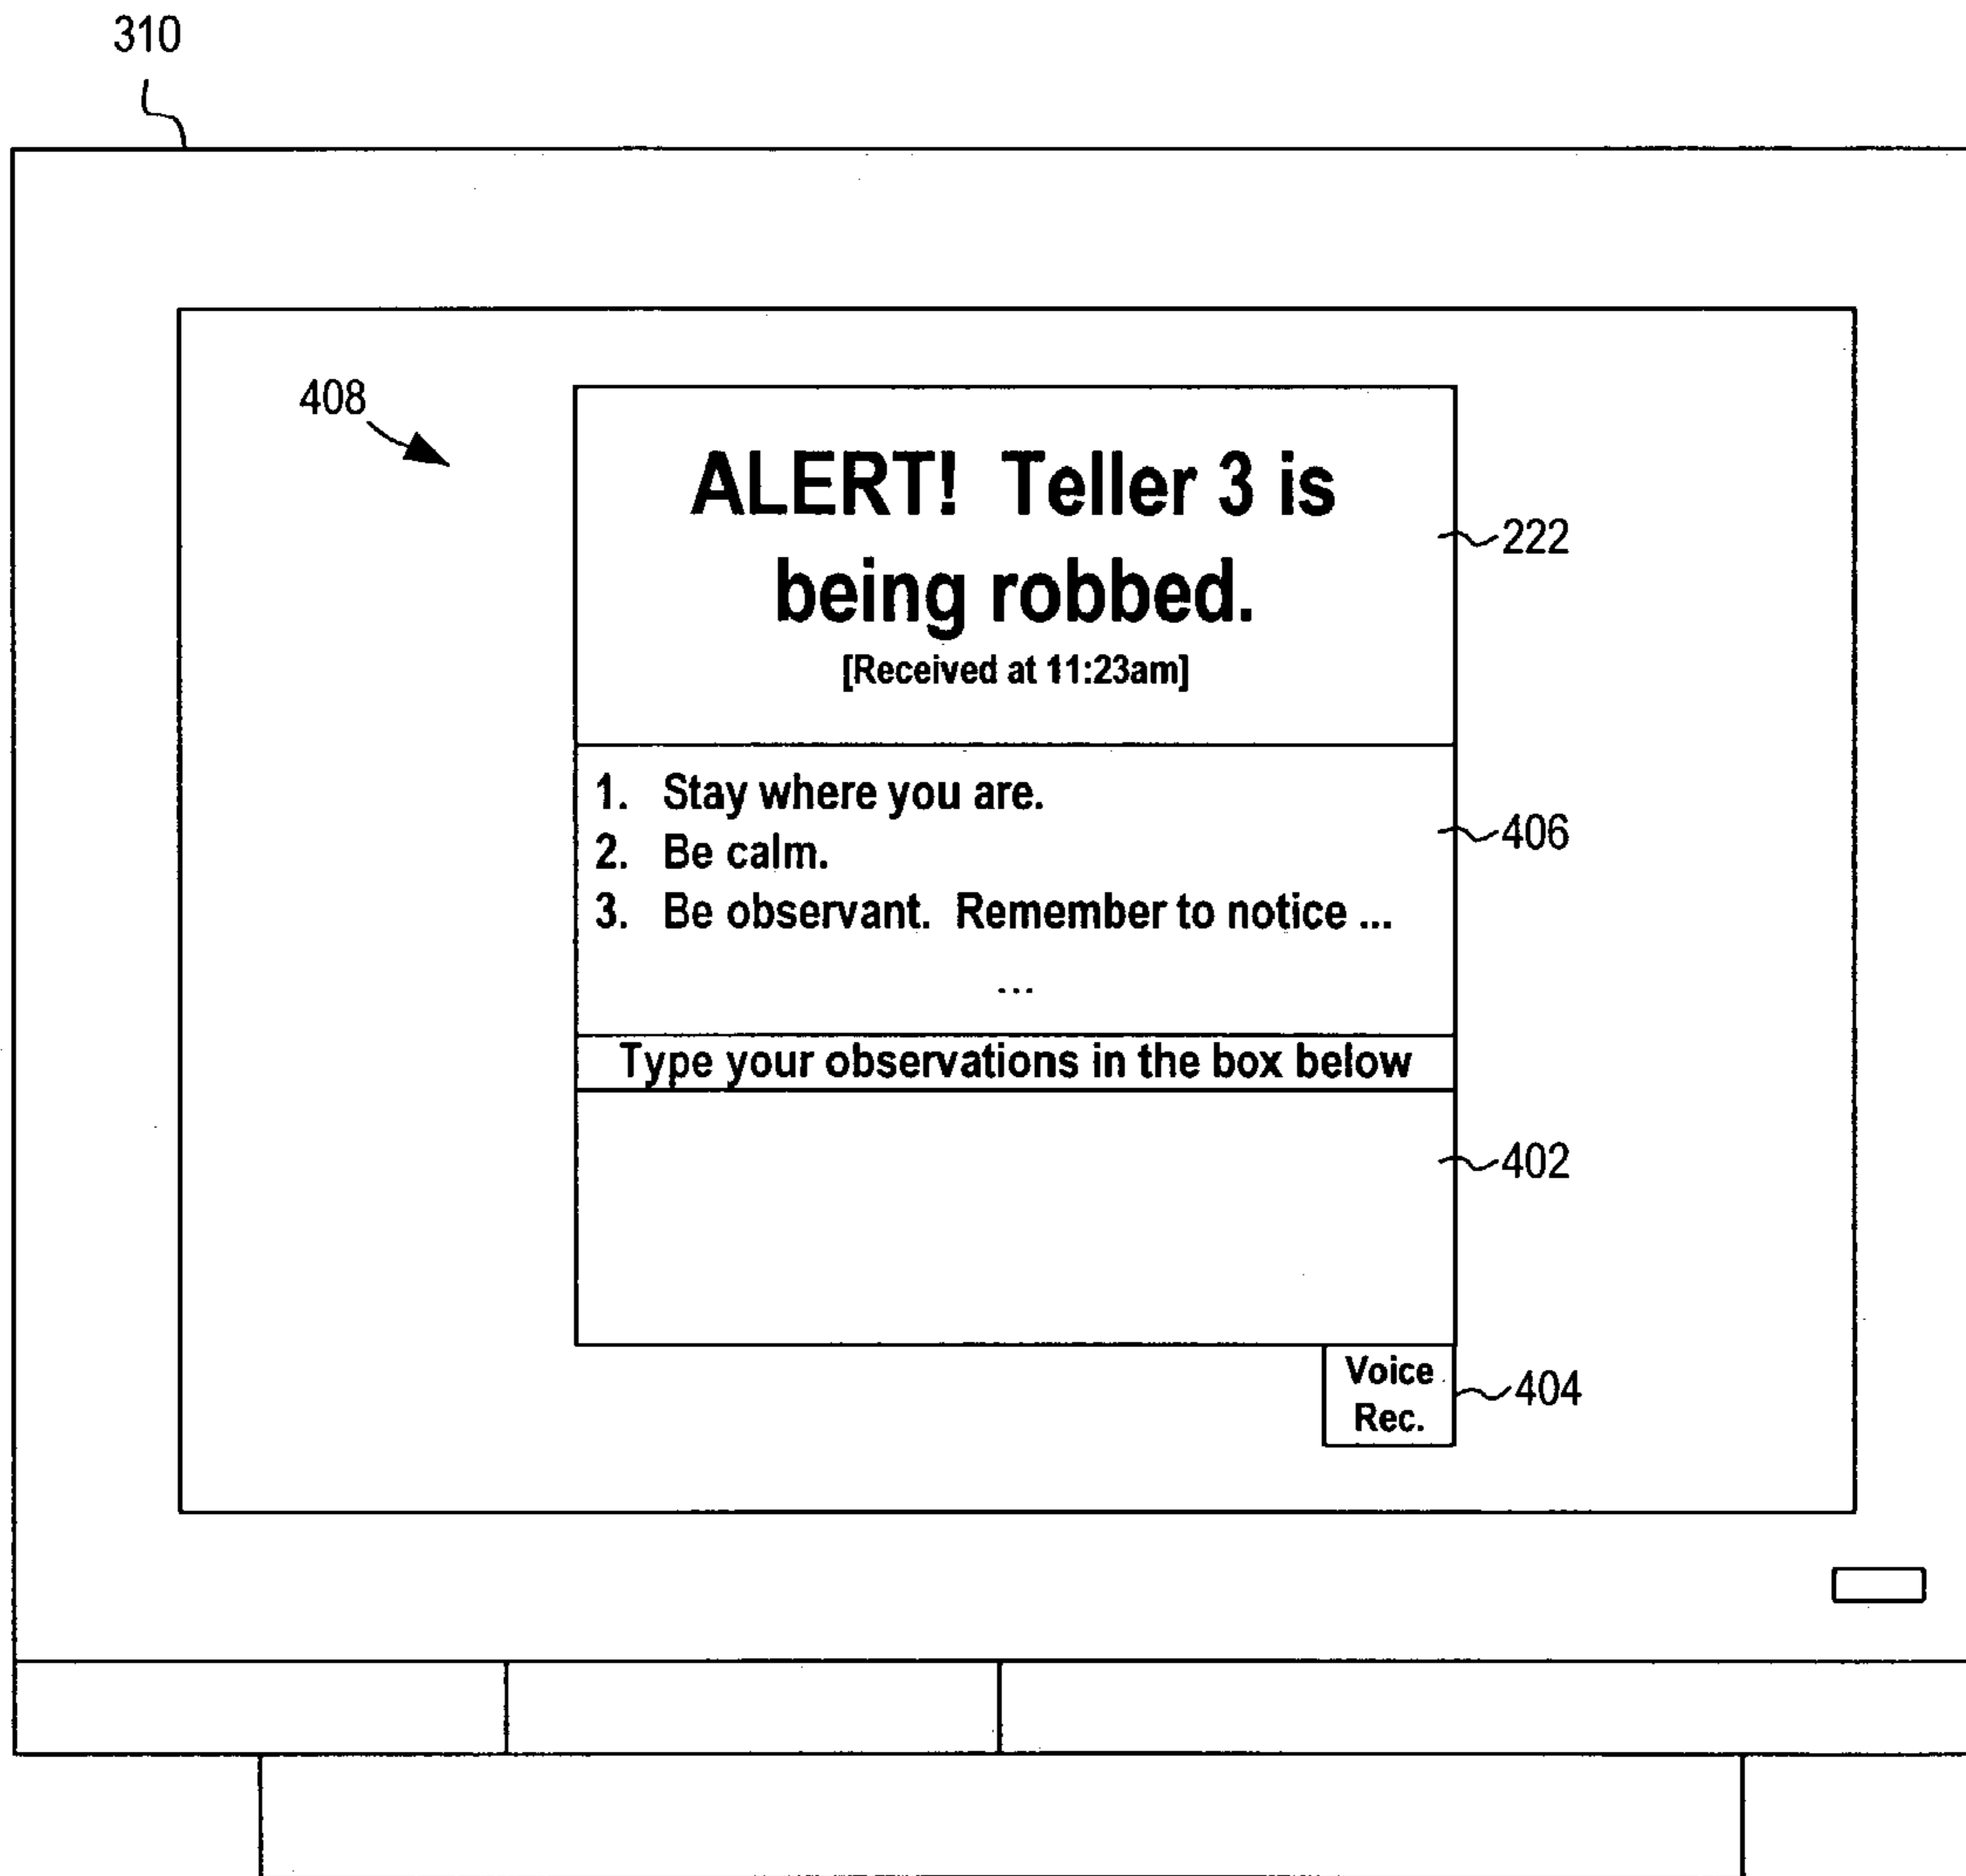 310
408
ALERT! Teller 3 is
being robbed.
[Received at 11:23am]
222
1. Stay where you are.
2. Be calm.
3. Be observant. Remember to notice ...
...
406
Type your observations in the box below
402
Voice
Rec.
404